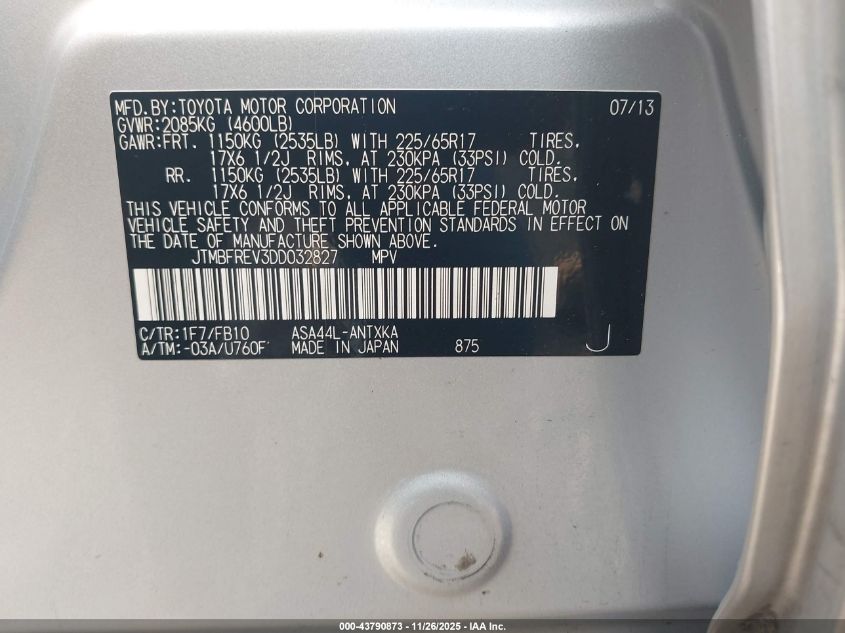 MFD.BY:TOYOTA MOTOR CORPORATION 07/13
GVWR:2085KG (4600LB)
GAWR:FRT. 1150KG (2535LB) WITH 225/65R17 TIRES,
17X6 1/2J RIMS, AT 230KPA (33PSI) COLD.
RR. 1150KG (2535LB) WITH 225/65R17 TIRES,
17X6 1/2J RIMS, AT 230KPA (33PSI) COLD.
THIS VEHICLE CONFORMS TO ALL APPLICABLE FEDERAL MOTOR
VEHICLE SAFETY AND THEFT PREVENTION STANDARDS IN EFFECT ON
THE DATE OF MANUFACTURE SHOWN ABOVE.
JTMBFREV3DD032827 MPV
C/TR:1F7/FB10 ASA44L-ANTXKA
A/TM:-03A/U760F MADE IN JAPAN 875 J
000-43790873 - 11/26/2025 - IAA Inc.